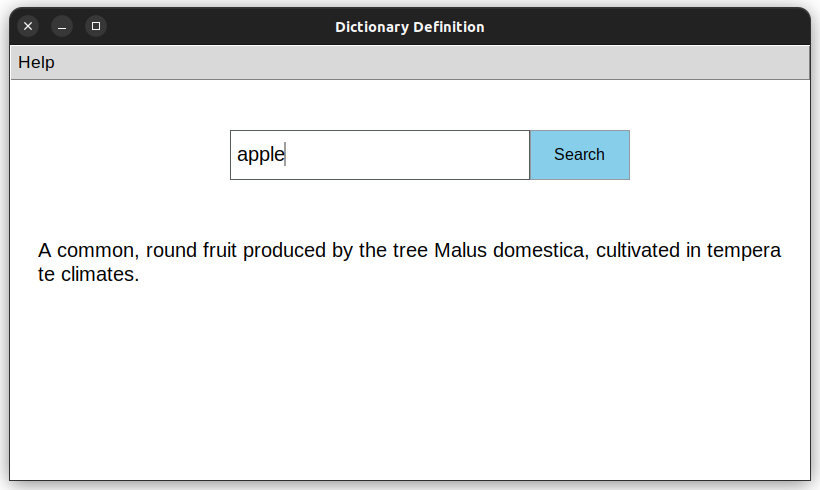 Dictionary Definition
Help
apple
Search
A common, round fruit produced by the tree Malus domestica, cultivated in tempera
te climates.